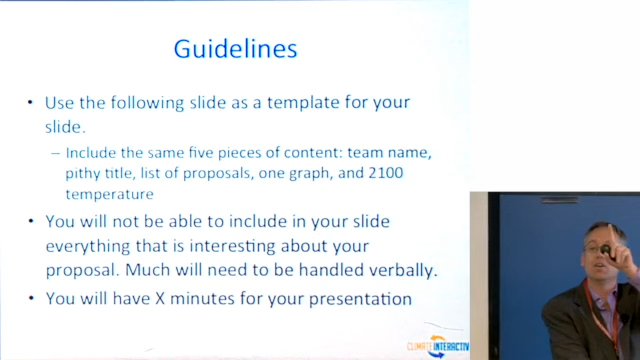 Guidelines
• Use the following slide as a template for your
slide.
– Include the same five pieces of content: team name,
pithy title, list of proposals, one graph, and 2100
temperature
• You will not be able to include in your slide
everything that is interesting about your
proposal. Much will need to be handled verbally.
• You will have X minutes for your presentation
CLIMATE INTERACTIV